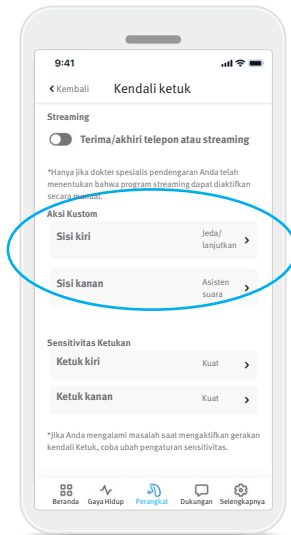 9:41
Kembali Kendali ketuk
Streaming
Terima/akhiri telepon atau streaming
*Hanya jika dokter spesialis pendengaran Anda telah
menentukan bahwa program streaming dapat diaktifkan
secara manual.
Aksi Kustom
Sisi kiri Jeda/
lanjutkan
Sisi kanan Asisten
suara
Sensitivitas Ketukan
Ketuk kiri Kuat
Ketuk kanan Kuat
*Jika Anda mengalami masalah saat mengaktifkan gerakan
kendali Ketuk, coba ubah pengaturan sensitivitas.
Beranda Gaya Hidup Perangkat Dukungan Selengkapnya